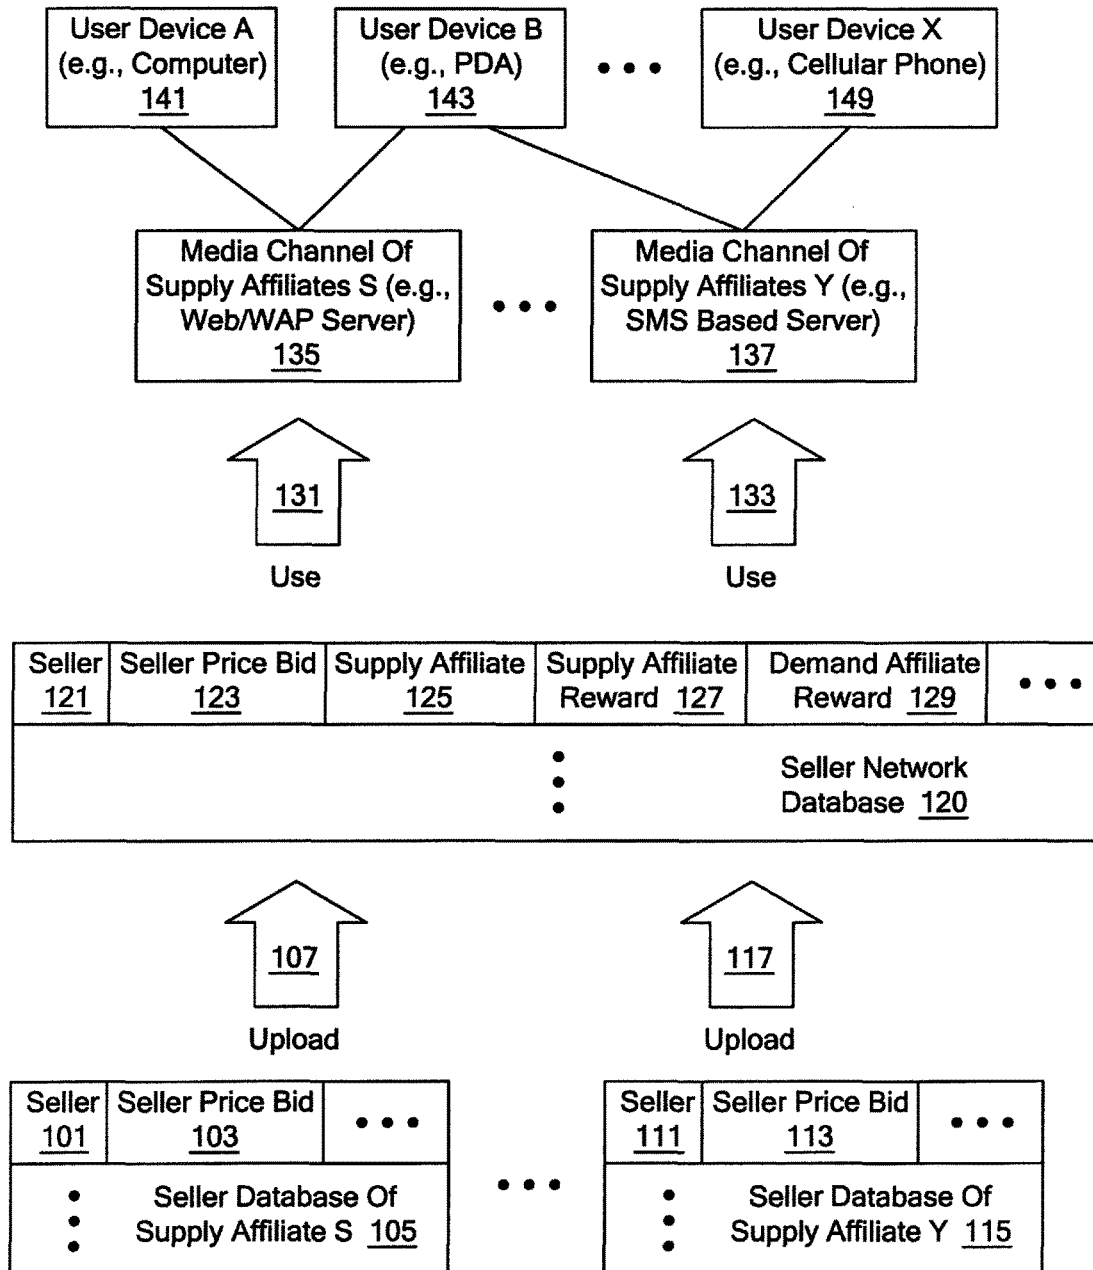 User Device A
(e.g., Computer)
141
User Device B
(e.g., PDA)
143
User Device X
(e.g., Cellular Phone)
149
Media Channel Of
Supply Affiliates S (e.g.,
Web/WAP Server)
135
Media Channel Of
Supply Affiliates Y (e.g.,
SMS Based Server)
137
131
Use
133
Use
Seller
121
Seller Price Bid
123
Supply Affiliate
125
Supply Affiliate
Reward 127
Demand Affiliate
Reward 129
Seller Network
Database 120
107
Upload
117
Upload
Seller
101
Seller Price Bid
103
Seller Database Of
Supply Affiliate S 105
Seller
111
Seller Price Bid
113
Seller Database Of
Supply Affiliate Y 115